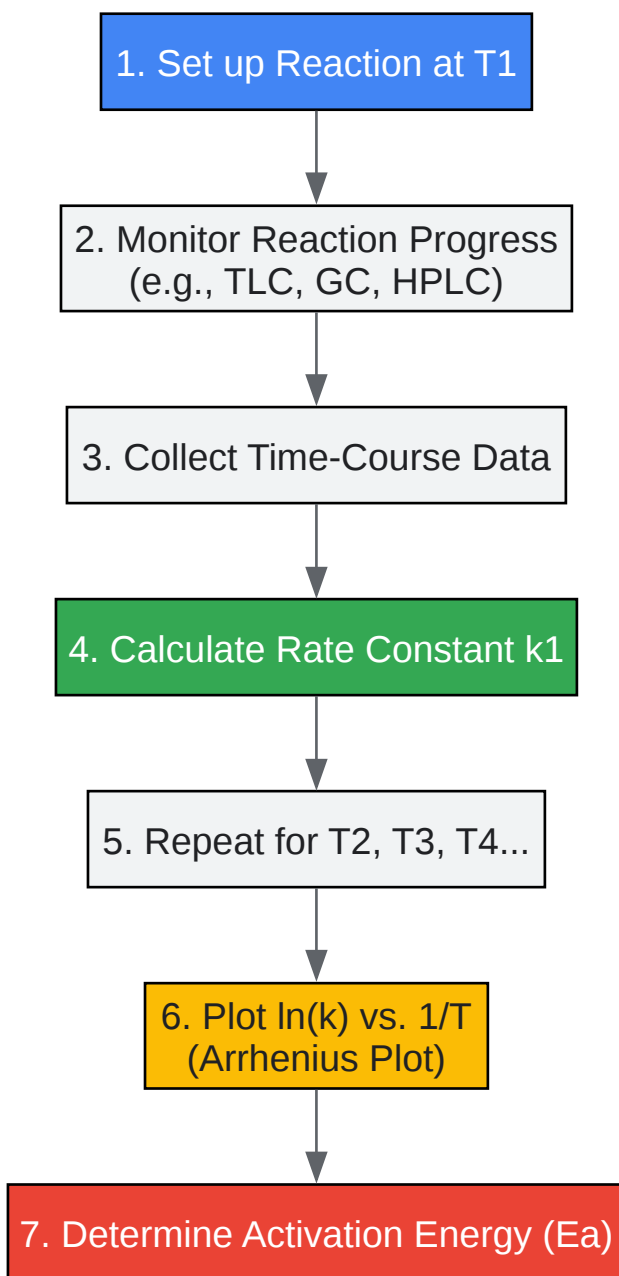 1. Set up Reaction at T1
2. Monitor Reaction Progress
(e.g., TLC, GC, HPLC)
3. Collect Time-Course Data
4. Calculate Rate Constant k1
5. Repeat for T2, T3, T4...
6. Plot ln(k) vs. 1/T
(Arrhenius Plot)
7. Determine Activation Energy (Ea)